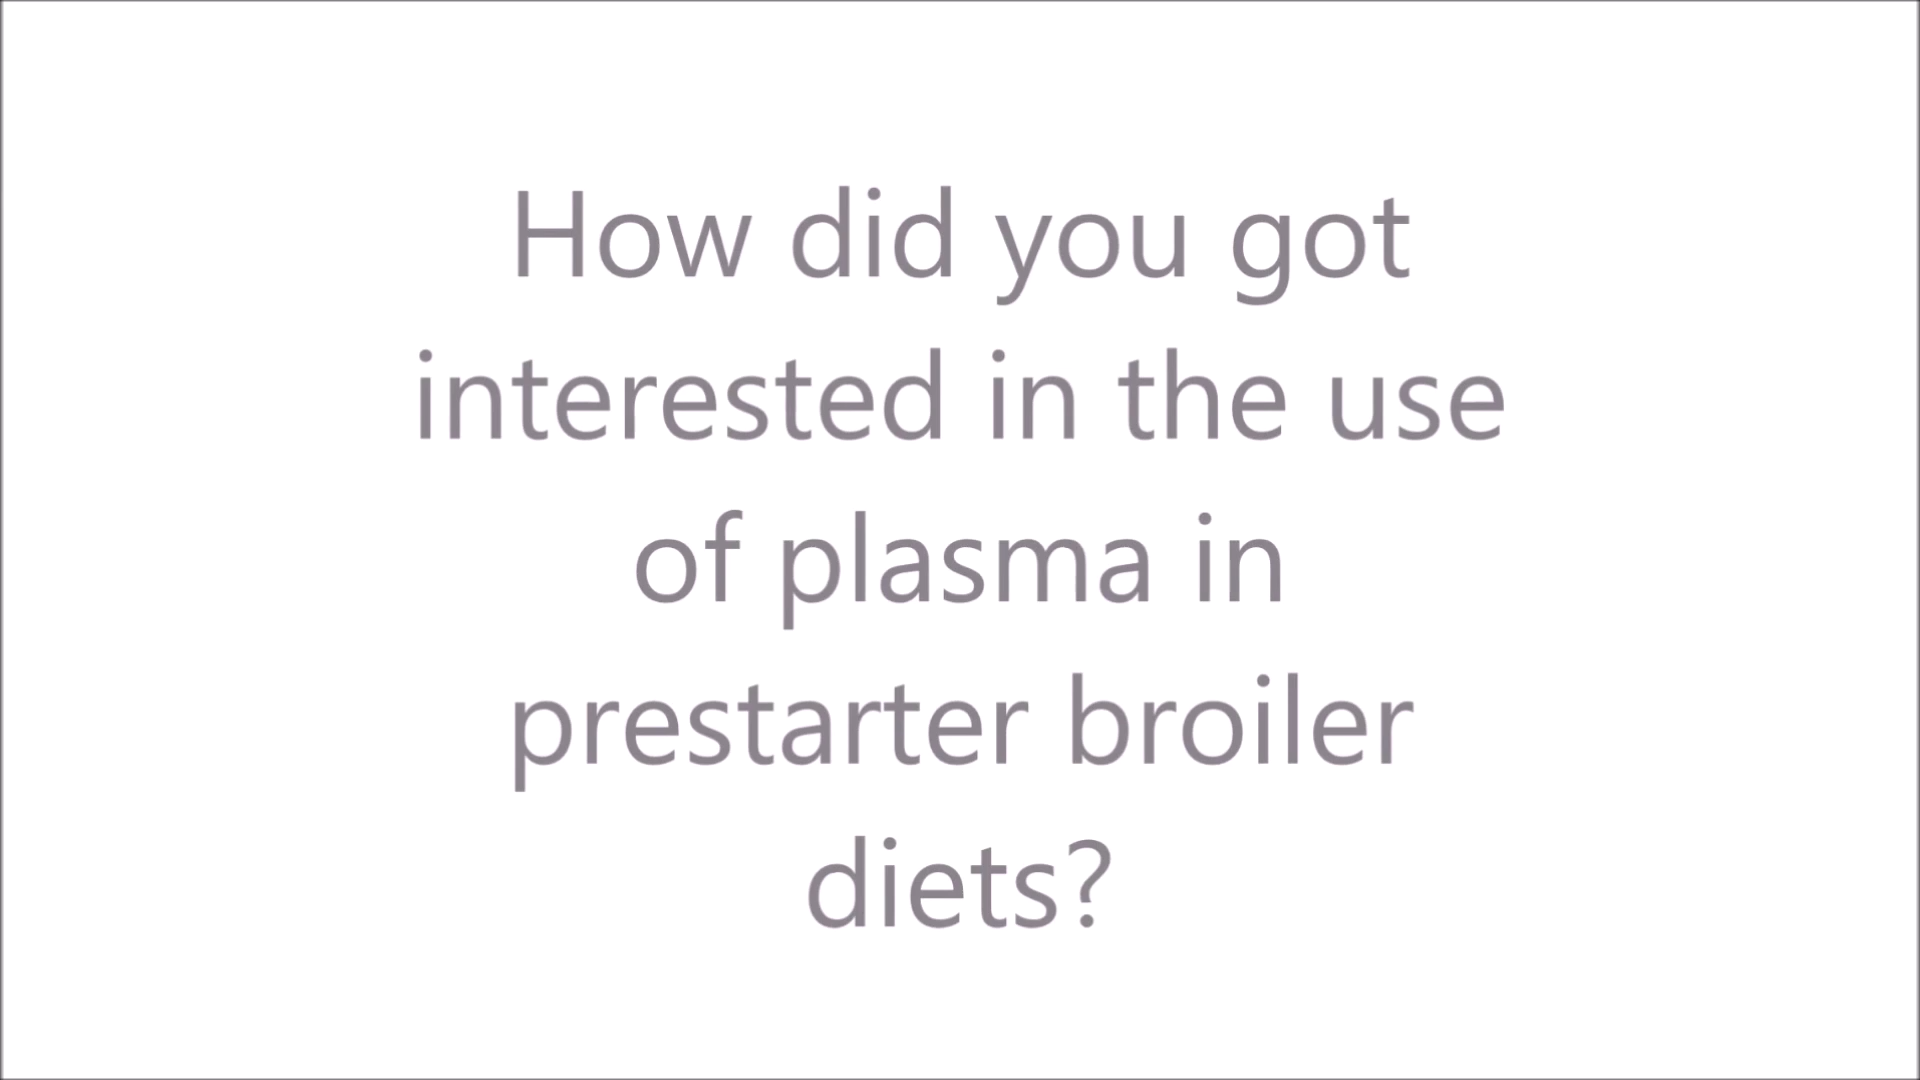 How did you got
interested in the use
of plasma in
prestarter broiler
diets?